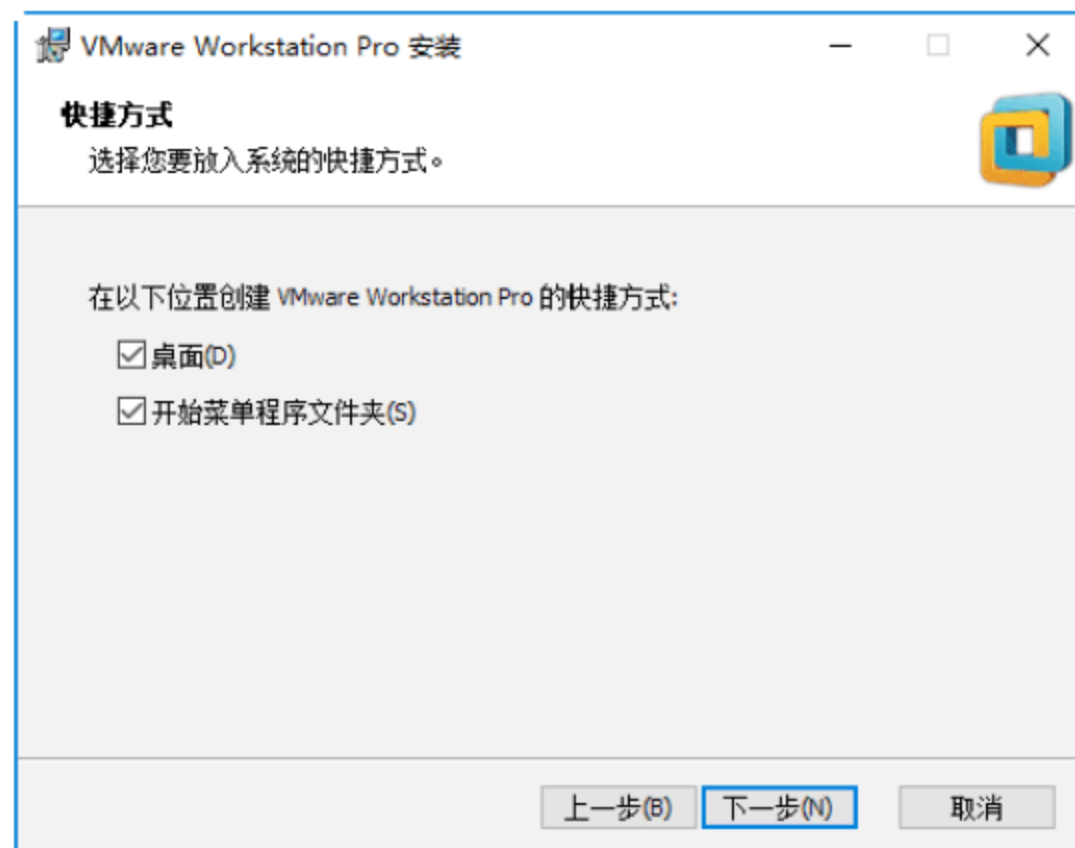 VMware Workstation Pro 安装
快捷方式
选择您要放入系统的快捷方式。
在以下位置创建 VMware Workstation Pro 的快捷方式:
桌面(D)
开始菜单程序文件夹(S)
上一步(B) 下一步(N) 取消